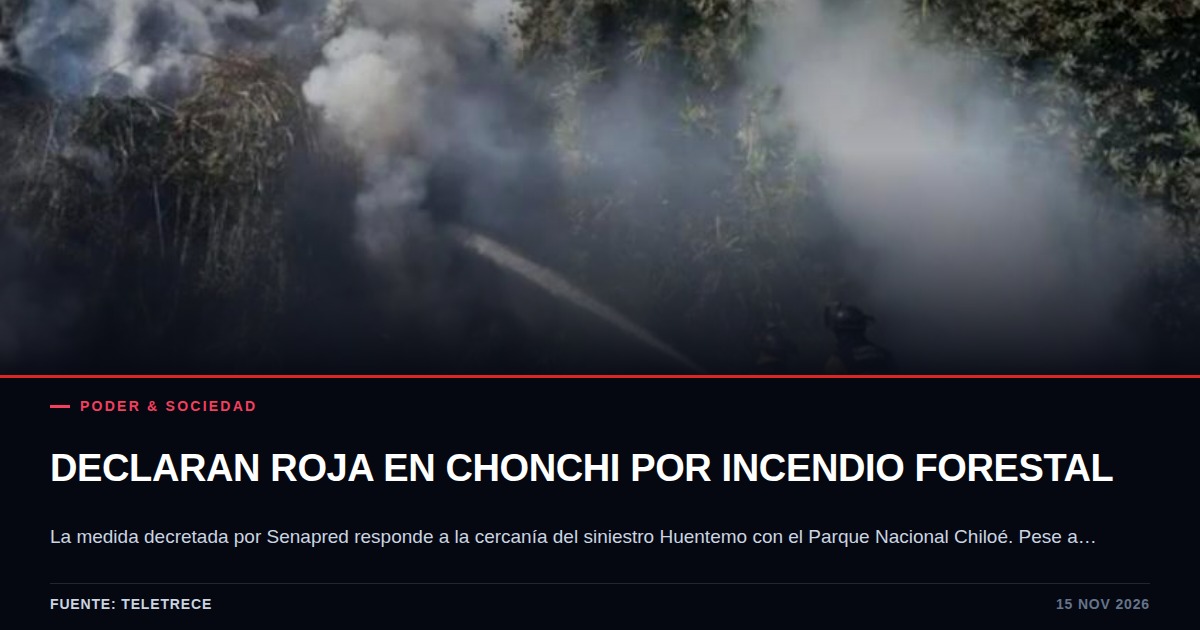 PODER & SOCIEDAD
DECLARAN ROJA EN CHONCHI POR INCENDIO FORESTAL
La medida decretada por Senapred responde a la cercanía del siniestro Huentemo con el Parque Nacional Chiloé. Pese a…
FUENTE: TELETRECE
15 NOV 2026